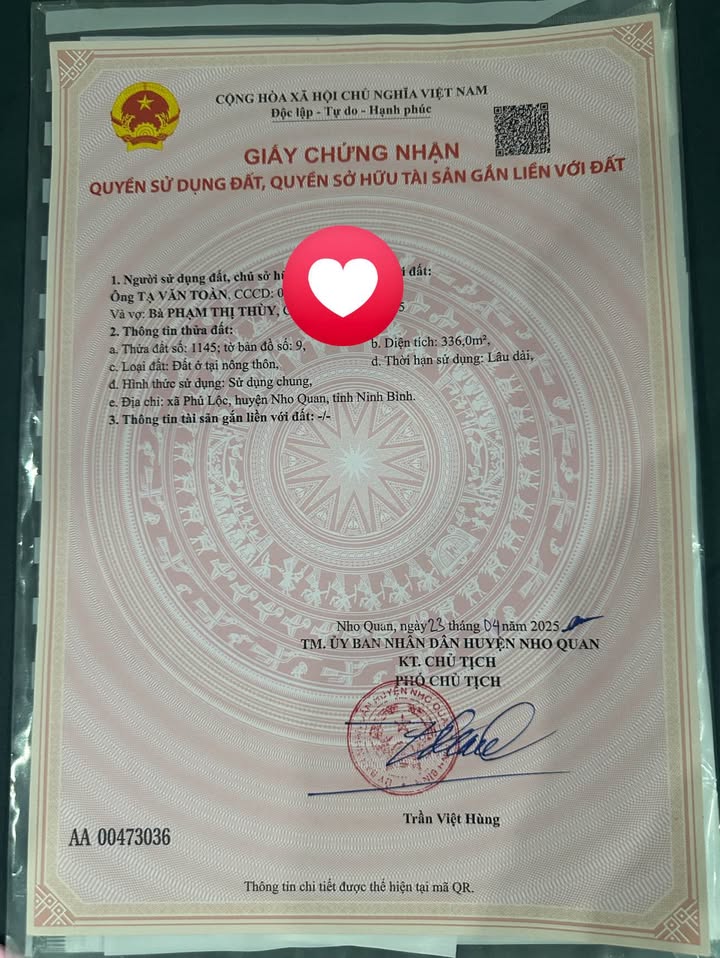 CỘNG HÒA XÃ HỘI CHỦ NGHĨA VIỆT NAM
Độc lập - Tự do - Hạnh phúc
GIẤY CHỨNG NHẬN
QUYỀN SỬ DỤNG ĐẤT, QUYỀN SỞ HỮU TÀI SẢN GẮN LIỀN VỚI ĐẤT
1. Người sử dụng đất, chủ sở hữ i đất:
Ông TẠ VĂN TOÀN, CCCD: 0
Và vợ: Bà PHẠM THỊ THÙY, C 5
2. Thông tin thửa đất:
a. Thửa đất số: 1145; tờ bản đồ số: 9, b. Diện tích: 336,0m²,
c. Loại đất: Đất ở tại nông thôn, d. Thời hạn sử dụng: Lâu dài,
đ. Hình thức sử dụng: Sử dụng chung,
e. Địa chỉ: xã Phú Lộc, huyện Nho Quan, tỉnh Ninh Bình.
3. Thông tin tài sản gắn liền với đất: -/-
Nho Quan, ngày 23 tháng 04 năm 2025
TM. ỦY BAN NHÂN DÂN HUYỆN NHO QUAN
KT. CHỦ TỊCH
PHÓ CHỦ TỊCH
Trần Việt Hùng
AA 00473036
Thông tin chi tiết được thể hiện tại mã QR.